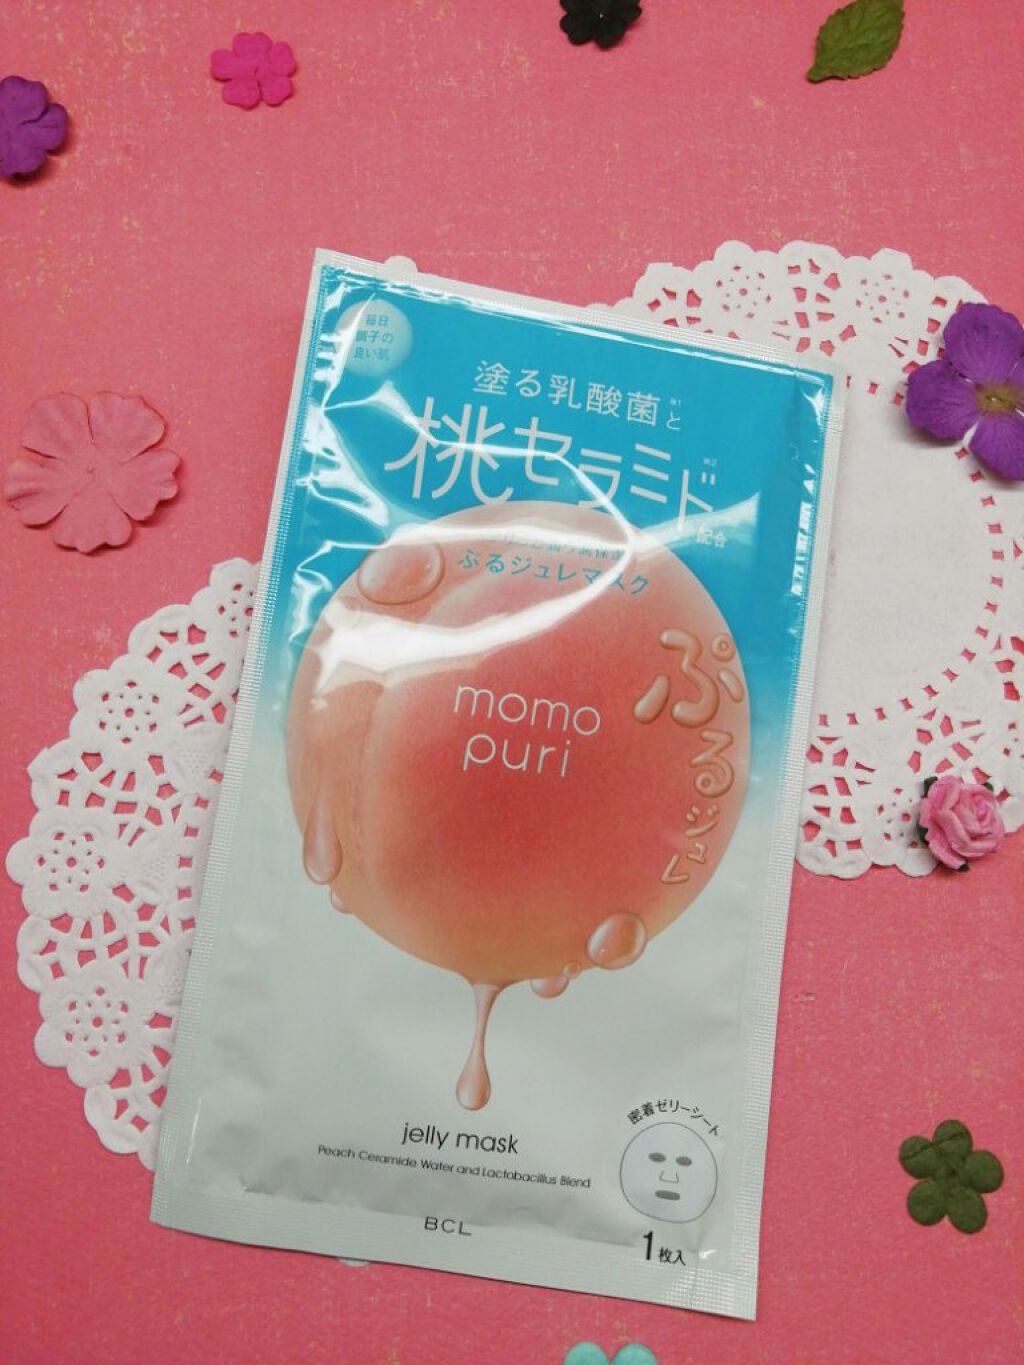 毎日
調子の
良い肌
塗る乳酸菌※1と
桃セラミド※2
配合
ぷるジュレマスク
ぷるジュレ
momo
puri
密着ゼリーシート
jelly mask
Peach Ceramide Water and Lactobacillus Blend
BCL
1枚入